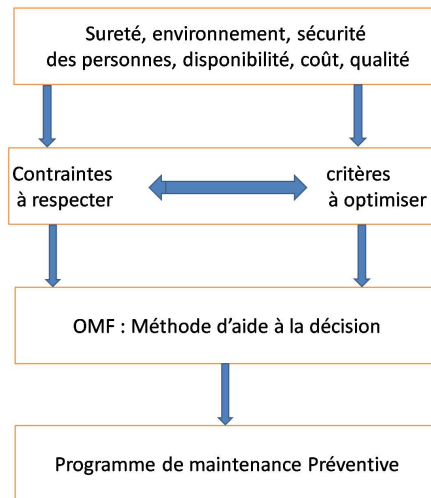 Sureté, environnement, sécurité
des personnes, disponibilité, coût, qualité
Contraintes
à respecter
critères
à optimiser
OMF : Méthode d'aide à la décision
Programme de maintenance Préventive